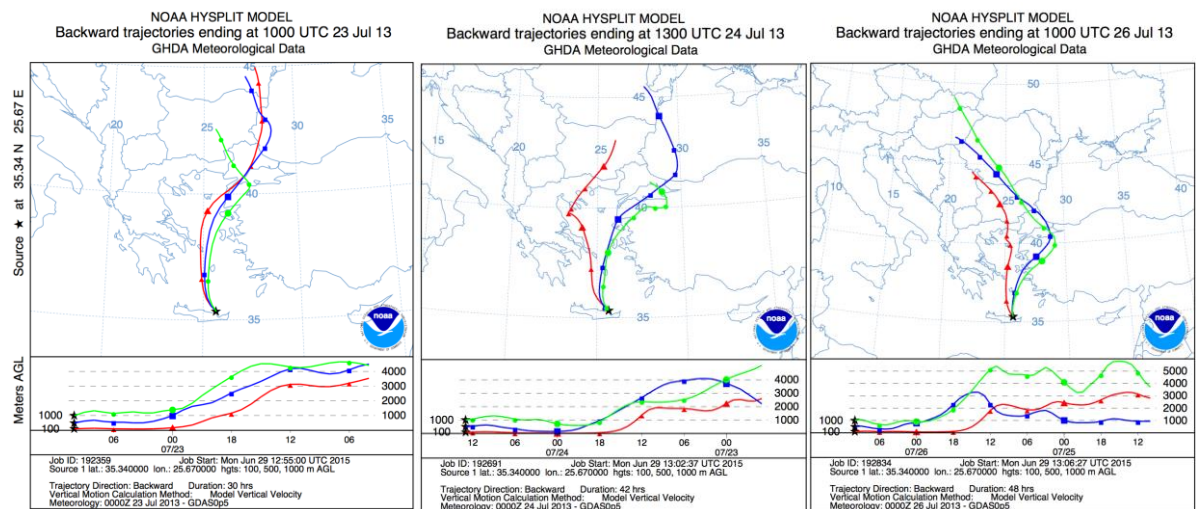 NOAA HYSPLIT MODEL
Backward trajectories ending at 1000 UTC 23 Jul 13
GHDA Meteorological Data
Source ★ at 35.34 N 25.67 E
45
20
25
30
40
35
noaa
Meters AGL
4000
3000
2000
1000
1000
100
06 00 18 12 06
07/23
Job ID: 192359 Job Start: Mon Jun 29 12:55:00 UTC 2015
Source 1 lat.: 35.340000 lon.: 25.670000 hgts: 100, 500, 1000 m AGL
Trajectory Direction: Backward Duration: 30 hrs
Vertical Motion Calculation Method: Model Vertical Velocity
Meteorology: 0000Z 23 Jul 2013 - GDAS0p5
NOAA HYSPLIT MODEL
Backward trajectories ending at 1300 UTC 24 Jul 13
GHDA Meteorological Data
45
20
25
30
35
40
35
noaa
4000
3000
2000
1000
1000
100
12 06 00 18 12 06 00
07/24 07/23
Job ID: 192691 Job Start: Mon Jun 29 13:02:37 UTC 2015
Source 1 lat.: 35.340000 lon.: 25.670000 hgts: 100, 500, 1000 m AGL
Trajectory Direction: Backward Duration: 42 hrs
Vertical Motion Calculation Method: Model Vertical Velocity
Meteorology: 0000Z 24 Jul 2013 - GDAS0p5
NOAA HYSPLIT MODEL
Backward trajectories ending at 1000 UTC 26 Jul 13
GHDA Meteorological Data
50
15
20
45
25
30
35
40
35
noaa
5000
4000
3000
2000
1000
1000
100
06 00 18 12 06 00 18 12
07/26 07/25
Job ID: 192834 Job Start: Mon Jun 29 13:06:27 UTC 2015
Source 1 lat.: 35.340000 lon.: 25.670000 hgts: 100, 500, 1000 m AGL
Trajectory Direction: Backward Duration: 48 hrs
Vertical Motion Calculation Method: Model Vertical Velocity
Meteorology: 0000Z 26 Jul 2013 - GDAS0p5